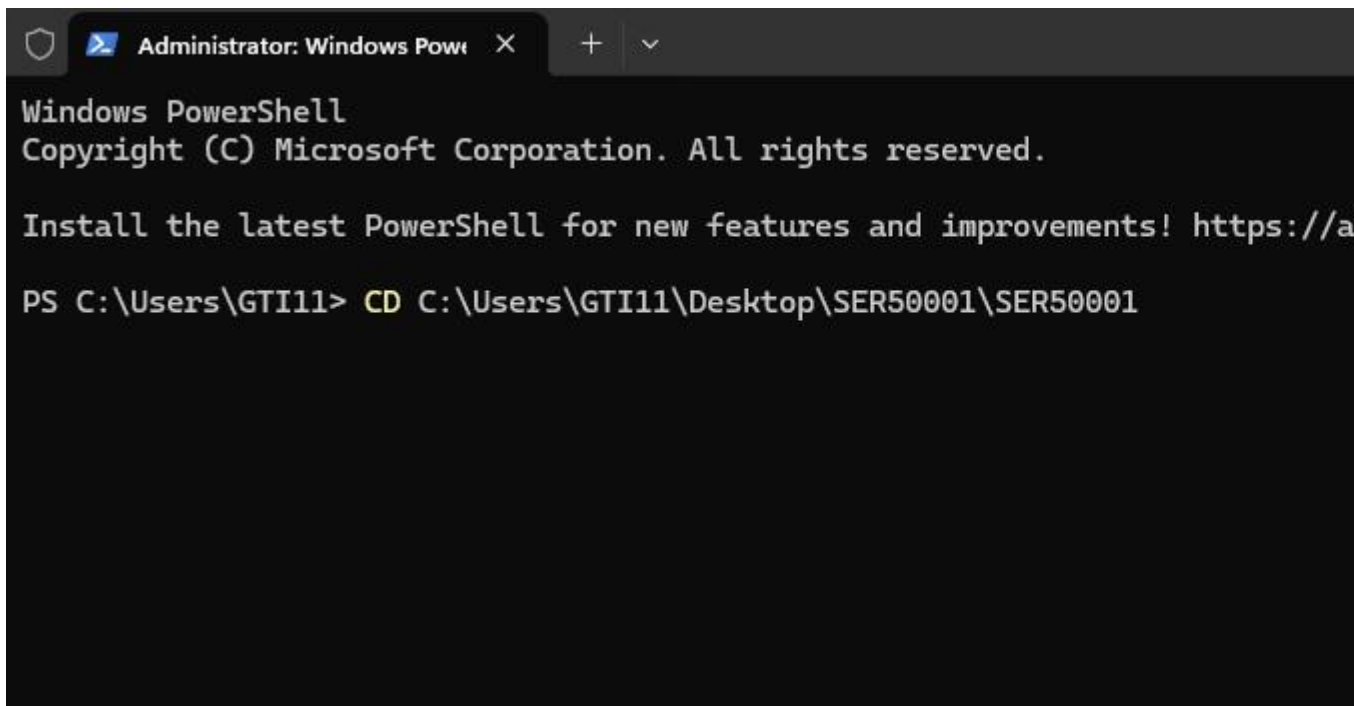 Administrator: Windows Powe
Windows PowerShell
Copyright (C) Microsoft Corporation. All rights reserved.
Install the latest PowerShell for new features and improvements! https://a
PS C:\Users\GTI11> CD C:\Users\GTI11\Desktop\SER50001\SER50001